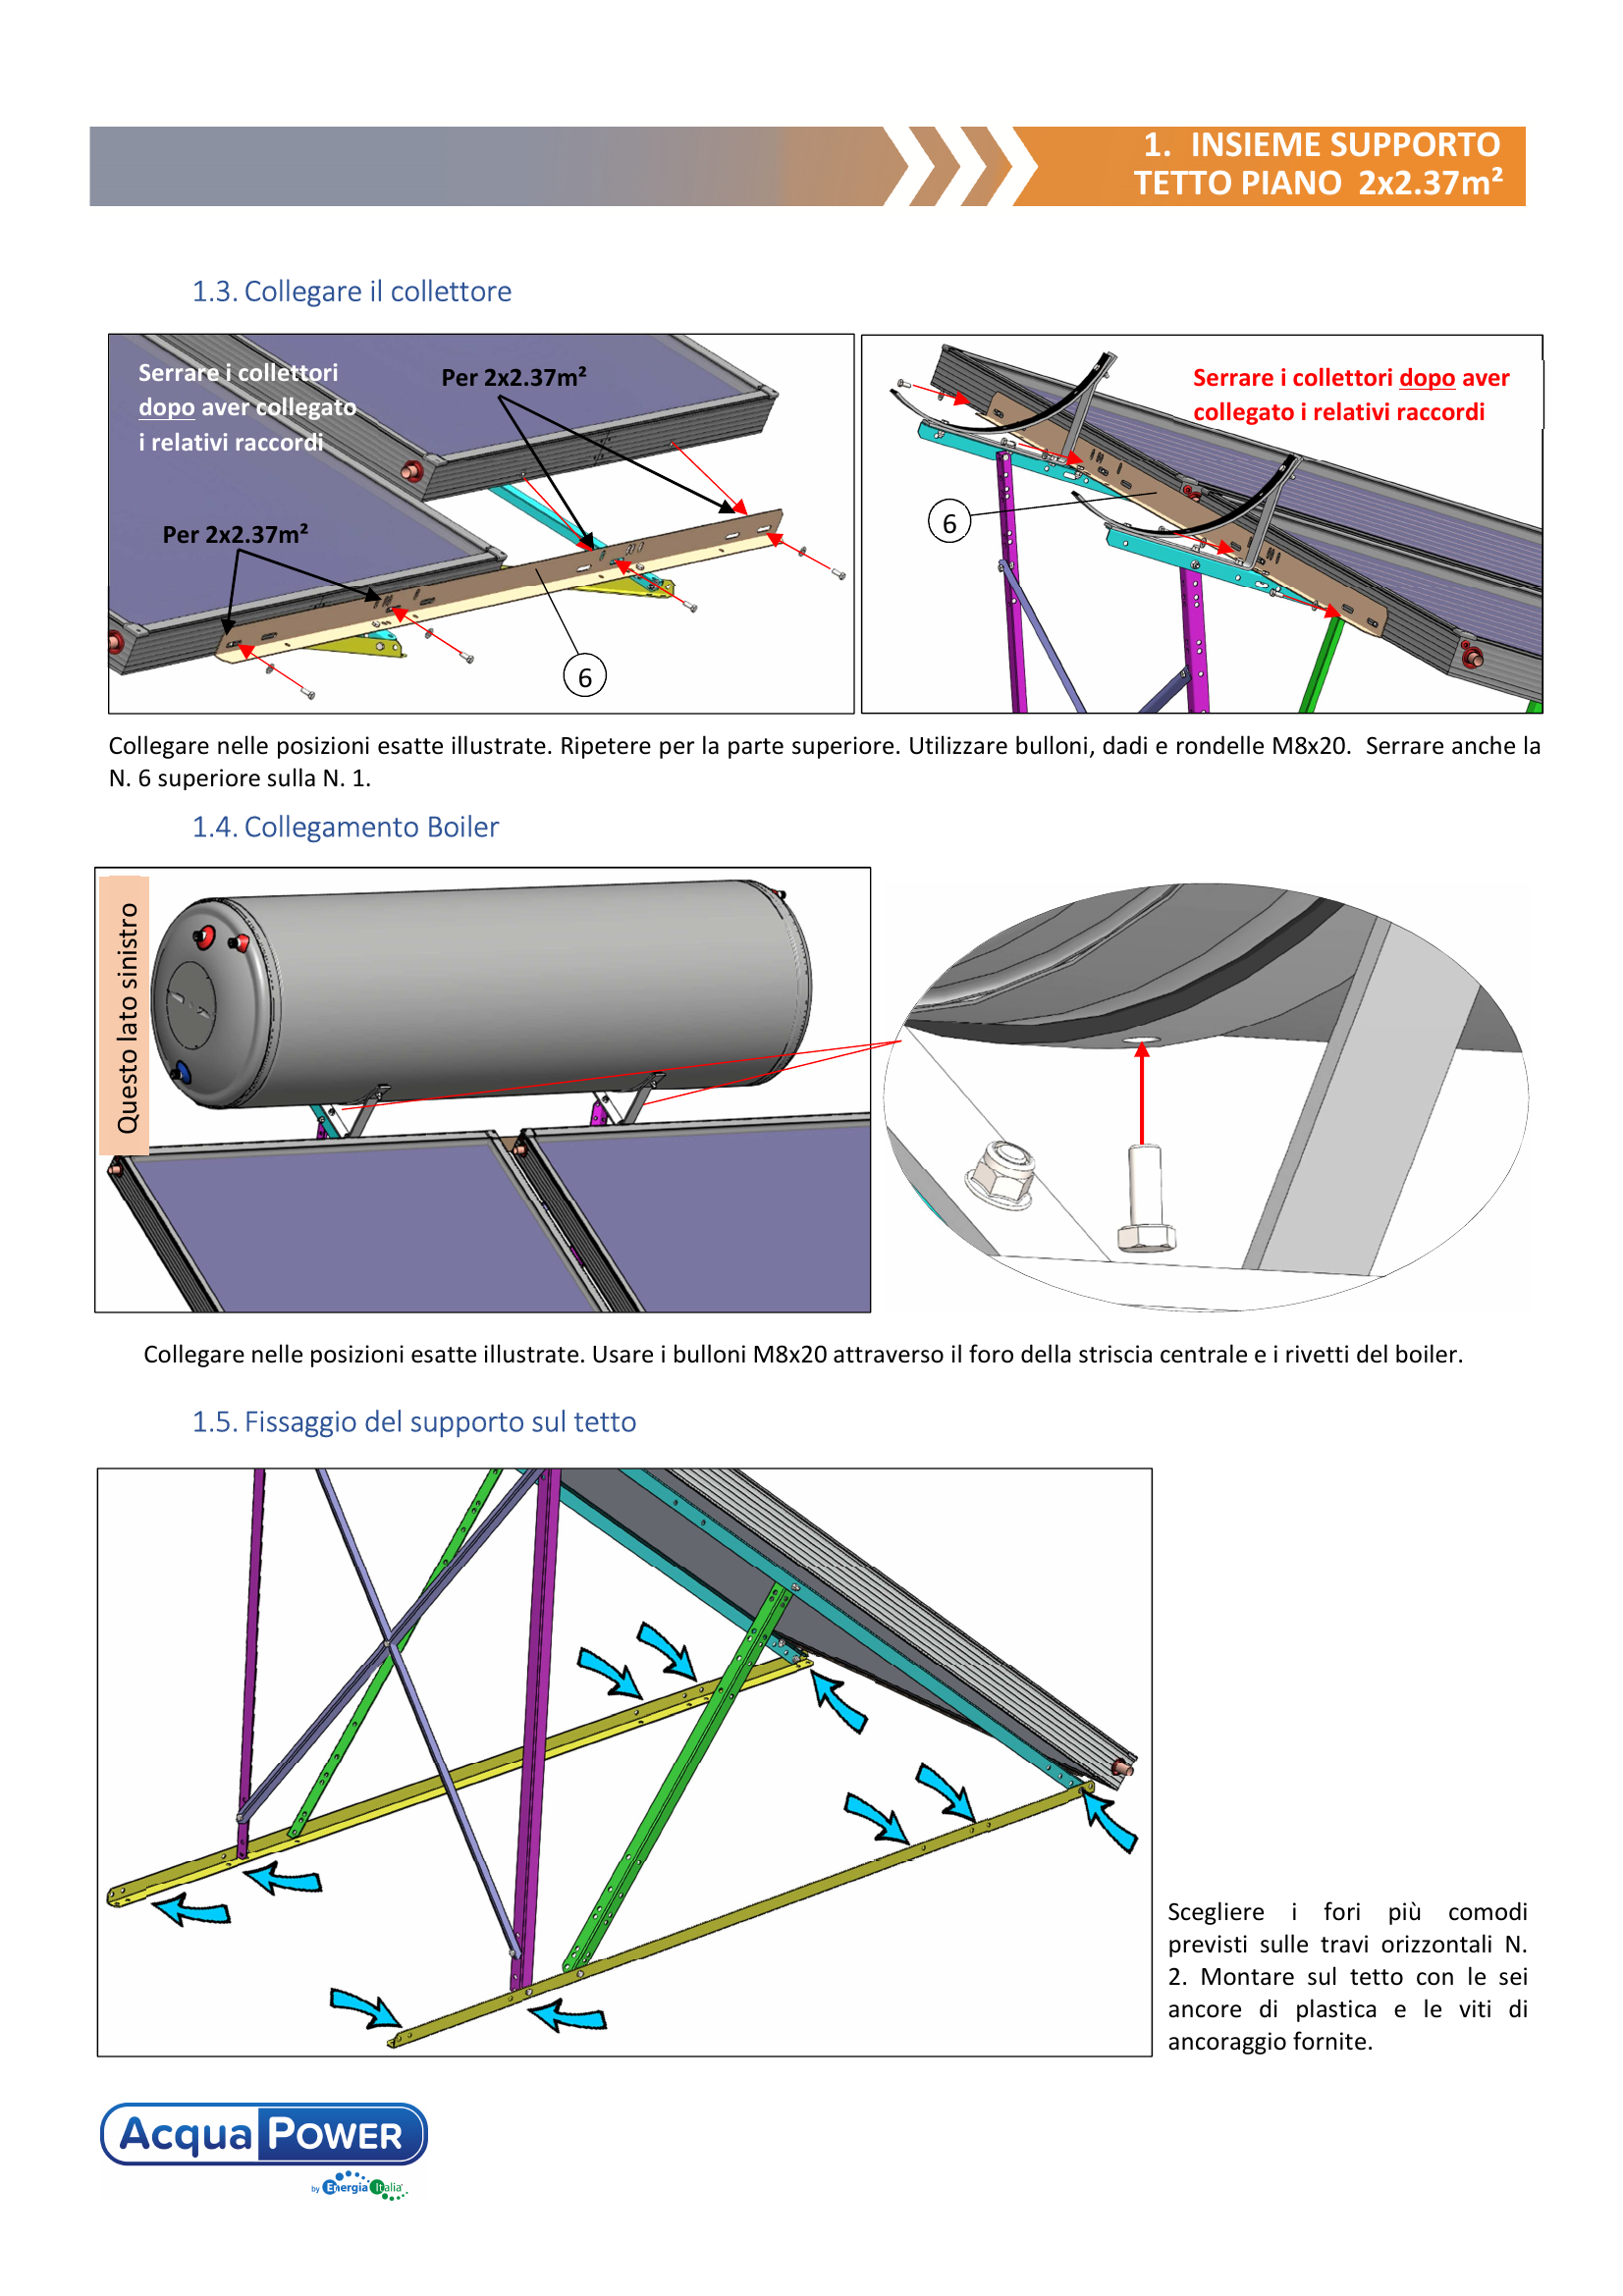 1. INSIEME SUPPORTO
TETTO PIANO 2x2.37m²
1.3. Collegare il collettore
Serrare i collettori
dopo aver collegato
i relativi raccordi
Per 2x2.37m²
Per 2x2.37m²
6
Serrare i collettori dopo aver
collegato i relativi raccordi
6
Collegare nelle posizioni esatte illustrate. Ripetere per la parte superiore. Utilizzare bulloni, dadi e rondelle M8x20. Serrare anche la
N. 6 superiore sulla N. 1.
1.4. Collegamento Boiler
Questo lato sinistro
Collegare nelle posizioni esatte illustrate. Usare i bulloni M8x20 attraverso il foro della striscia centrale e i rivetti del boiler.
1.5. Fissaggio del supporto sul tetto
Scegliere i fori più comodi
previsti sulle travi orizzontali N.
2. Montare sul tetto con le sei
ancore di plastica e le viti di
ancoraggio fornite.
Acqua POWER
by Energia Italia